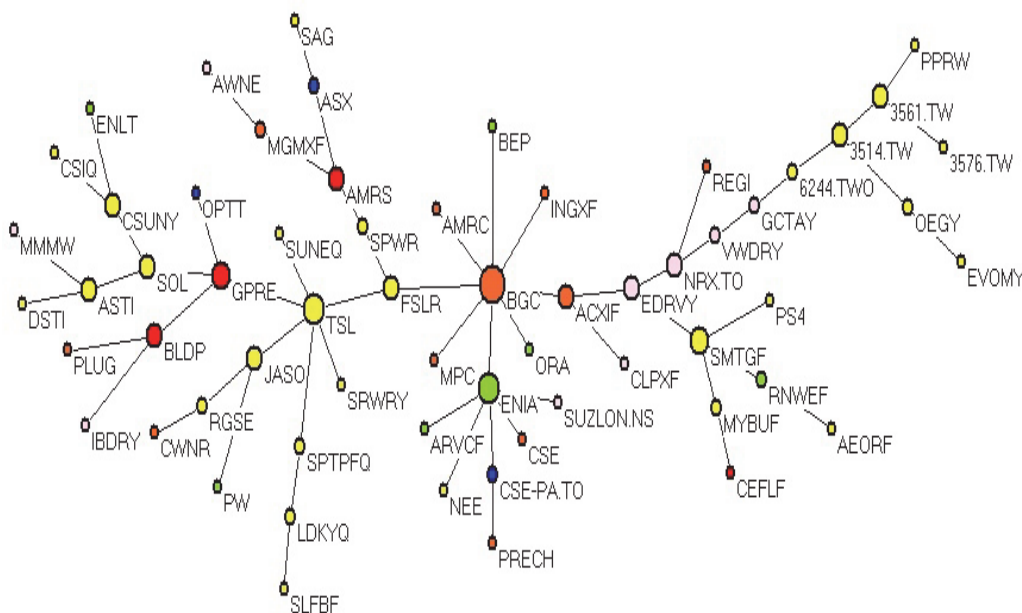 SAG
PPRW
AWNE
ASX
ENLT
3561.TW
MGMXF
BEP
3514.TW
3576.TW
CSIQ
REGI
6244.TWO
AMRS
INGXF
CSUNY
OPTT
AMRC
GCTAY
OEGY
MMMW
SUNEQ
SPWR
VWDRY
SOL
NRX.TO
EVOMY
ASTI
GPRE
FSLR
BGC
ACXIF
EDRVY
DSTI
TSL
PS4
BLDP
SMTGF
PLUG
JASO
MPC
ORA
CLPXF
RNWEF
SRWRY
ENIA
IBDRY
RGSE
SUZLON.NS
MYBUF
CWNR
ARVCF
CSE
AEORF
SPTPFQ
CEFLF
PW
NEE
CSE-PA.TO
LDKYQ
PRECH
SLFBF